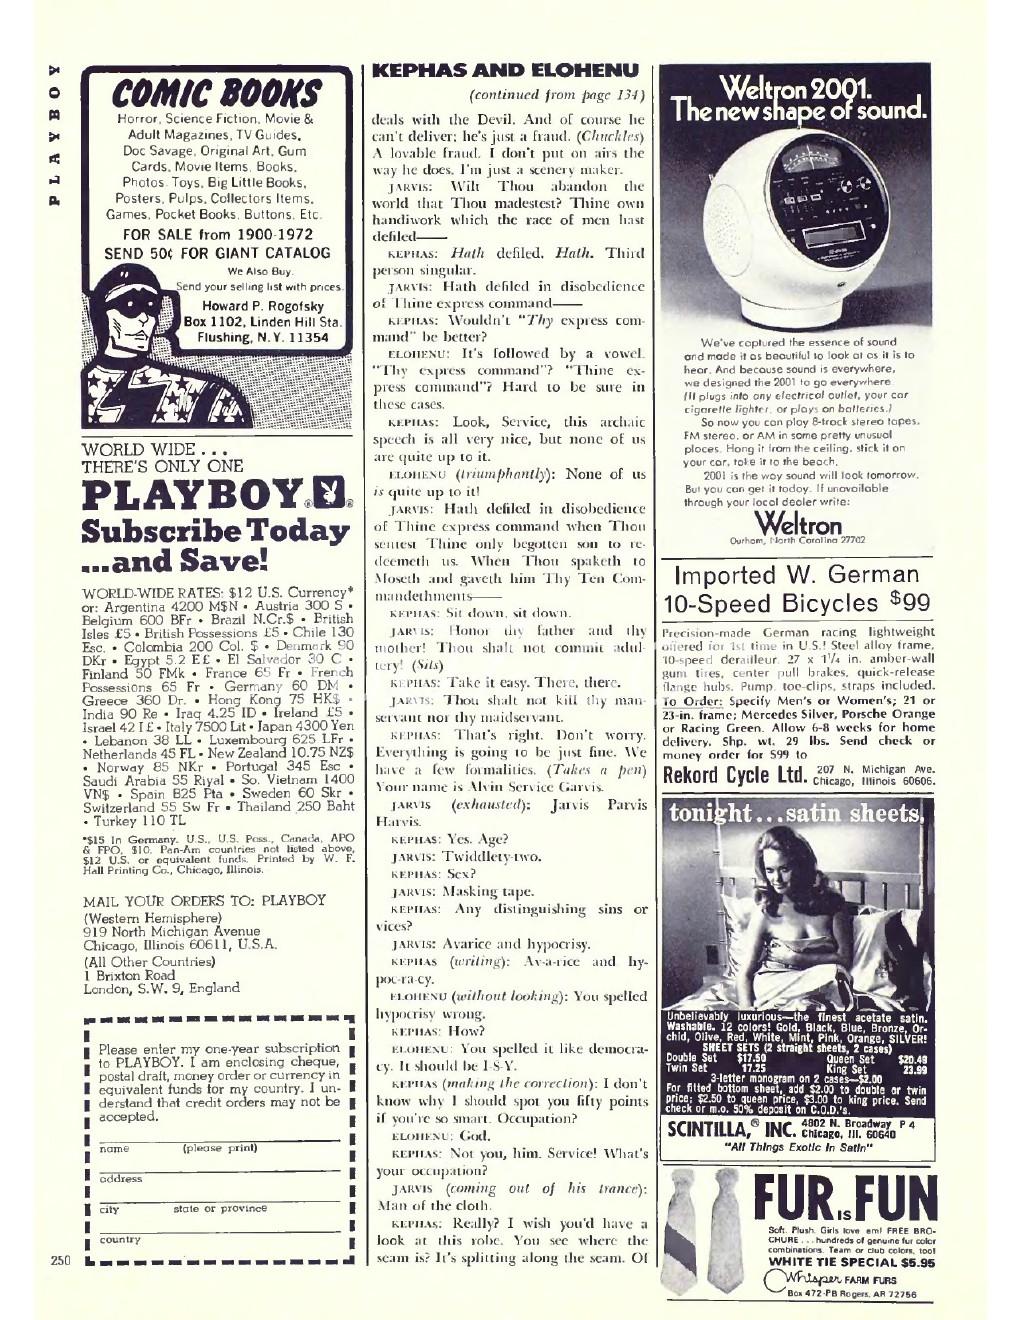 PLAYBOY
COMIC BOOKS
Horror, Science Fiction, Movie &
Adult Magazines, TV Guides,
Doc Savage, Original Art, Gum
Cards, Movie Items, Books,
Photos. Toys, Big Little Books,
Posters, Pulps, Collectors Items,
Games, Pocket Books, Buttons, Etc.
FOR SALE from 1900-1972
SEND 50¢ FOR GIANT CATALOG
We Also Buy.
Send your selling list with prices.
Howard P. Rogofsky
Box 1102, Linden Hill Sta.
Flushing, N.Y. 11354
WORLD WIDE . . .
THERE'S ONLY ONE
PLAYBOY®
Subscribe Today
...and Save!
WORLD-WIDE RATES: $12 U.S. Currency*
or: Argentina 4200 M$N • Austria 300 S •
Belgium 600 BFr • Brazil N.Cr.$ • British
Isles £5 • British Possessions £5 • Chile 130
Esc. • Colombia 200 Col. $ • Denmark 90
DKr • Egypt 5.2 E£ • El Salvador 30 C •
Finland 50 FMk • France 65 Fr • French
Possessions 65 Fr • Germany 60 DM •
Greece 360 Dr. • Hong Kong 75 HK$ •
India 90 Re • Iraq 4.25 ID • Ireland £5 •
Israel 42 I£ • Italy 7500 Lit • Japan 4300 Yen
• Lebanon 38 LL • Luxembourg 625 LFr •
Netherlands 45 FL • New Zealand 10.75 NZ$
• Norway 85 NKr • Portugal 345 Esc •
Saudi Arabia 55 Riyal • So. Vietnam 1400
VN$ • Spain 825 Pta • Sweden 60 Skr •
Switzerland 55 Sw Fr • Thailand 250 Baht
• Turkey 110 TL
*$15 In Germany. U.S., U.S. Poss., Canada, APO
& FPO, $10. Pan-Am countries not listed above,
$12 U.S. or equivalent funds. Printed by W. F.
Hall Printing Co., Chicago, Illinois.
MAIL YOUR ORDERS TO: PLAYBOY
(Western Hemisphere)
919 North Michigan Avenue
Chicago, Illinois 60611, U.S.A.
(All Other Countries)
1 Brixton Road
London, S.W. 9, England
Please enter my one-year subscription
to PLAYBOY. I am enclosing cheque,
postal draft, money order or currency in
equivalent funds for my country. I un-
derstand that credit orders may not be
accepted.
name (please print)
address
city state or province
country
250
KEPHAS AND ELOHENU
(continued from page 134)
deals with the Devil. And of course he
can't deliver; he's just a fraud. (Chuckles)
A lovable fraud. I don't put on airs the
way he does. I'm just a scenery maker.
JARVIS: Wilt Thou abandon the
world that Thou madestest? Thine own
handiwork which the race of men hast
defiled——
KEPHAS: Hath defiled. Hath. Third
person singular.
JARVIS: Hath defiled in disobedience
of Thine express command——
KEPHAS: Wouldn't "Thy express com-
mand" be better?
ELOHENU: It's followed by a vowel.
"Thy express command"? "Thine ex-
press command"? Hard to be sure in
these cases.
KEPHAS: Look, Service, this archaic
speech is all very nice, but none of us
are quite up to it.
ELOHENU (triumphantly): None of us
is quite up to it!
JARVIS: Hath defiled in disobedience
of Thine express command when Thou
sentest Thine only begotten son to re-
deemeth us. When Thou spaketh to
Moseth and gaveth him Thy Ten Com-
mandethments——
KEPHAS: Sit down, sit down.
JARVIS: Honor thy father and thy
mother! Thou shalt not commit adul-
tery! (Sits)
KEPHAS: Take it easy. There, there.
JARVIS: Thou shalt not kill thy man-
servant nor thy maidservant.
KEPHAS: That's right. Don't worry.
Everything is going to be just fine. We
have a few formalities. (Takes a pen)
Your name is Alvin Service Garvis.
JARVIS (exhausted): Jarvis Parvis
Harvis.
KEPHAS: Yes. Age?
JARVIS: Twiddlety-two.
KEPHAS: Sex?
JARVIS: Masking tape.
KEPHAS: Any distinguishing sins or
vices?
JARVIS: Avarice and hypocrisy.
KEPHAS (writing): Av-a-rice and hy-
poc-ra-cy.
ELOHENU (without looking): You spelled
hypocrisy wrong.
KEPHAS: How?
ELOHENU: You spelled it like democra-
cy. It should be I-S-Y.
KEPHAS (making the correction): I don't
know why I should spot you fifty points
if you're so smart. Occupation?
ELOHENU: God.
KEPHAS: Not you, him. Service! What's
your occupation?
JARVIS (coming out of his trance):
Man of the cloth.
KEPHAS: Really? I wish you'd have a
look at this robe. You see where the
seam is? It's splitting along the seam. Of
Weltron 2001.
The new shape of sound.
We've captured the essence of sound
and made it as beautiful to look at as it is to
hear. And because sound is everywhere,
we designed the 2001 to go everywhere.
(It plugs into any electrical outlet, your car
cigarette lighter, or plays on batteries.)
So now you can play 8-track stereo tapes,
FM stereo, or AM in some pretty unusual
places. Hang it from the ceiling, stick it on
your car, take it to the beach.
2001 is the way sound will look tomorrow.
But you can get it today. If unavailable
through your local dealer write:
Weltron
Durham, North Carolina 27702
Imported W. German
10-Speed Bicycles $99
Precision-made German racing lightweight
offered for 1st time in U.S.! Steel alloy frame,
10-speed derailleur. 27 x 1¼ in. amber-wall
gum tires, center pull brakes, quick-release
flange hubs. Pump, toe-clips, straps included.
To Order: Specify Men's or Women's; 21 or
23-in. frame; Mercedes Silver, Porsche Orange
or Racing Green. Allow 6-8 weeks for home
delivery. Shp. wt. 29 lbs. Send check or
money order for $99 to
Rekord Cycle Ltd. 207 N. Michigan Ave.
Chicago, Illinois 60606.
tonight...satin sheets.
Unbelievably luxurious—the finest acetate satin.
Washable. 12 colors! Gold, Black, Blue, Bronze, Or-
chid, Olive, Red, White, Mint, Pink, Orange, SILVER!
SHEET SETS (2 straight sheets, 2 cases)
Double Set $17.50 Queen Set $20.49
Twin Set 17.25 King Set 23.99
3-letter monogram on 2 cases—$2.00
For fitted bottom sheet, add $2.00 to double or twin
price; $2.50 to queen price, $3.00 to king price. Send
check or m.o. 50% deposit on C.O.D.'s.
SCINTILLA,® INC. 4802 N. Broadway P 4
Chicago, Ill. 60640
"All Things Exotic in Satin"
FUR IS FUN
Soft. Plush. Girls love em! FREE BRO-
CHURE . . . hundreds of genuine fur color
combinations. Team or club colors, too!
WHITE TIE SPECIAL $5.95
Whisper FARM FURS
Box 472-PB Rogers, AR 72756